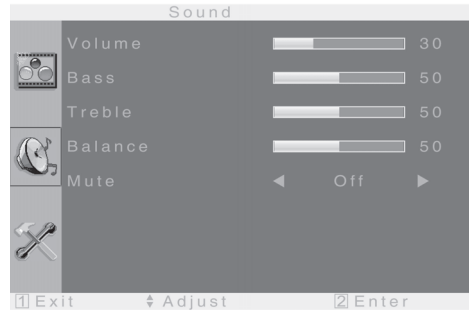 Sound
Volume 30
Bass 50
Treble 50
Balance 50
Mute Off
1 Exit Adjust 2 Enter